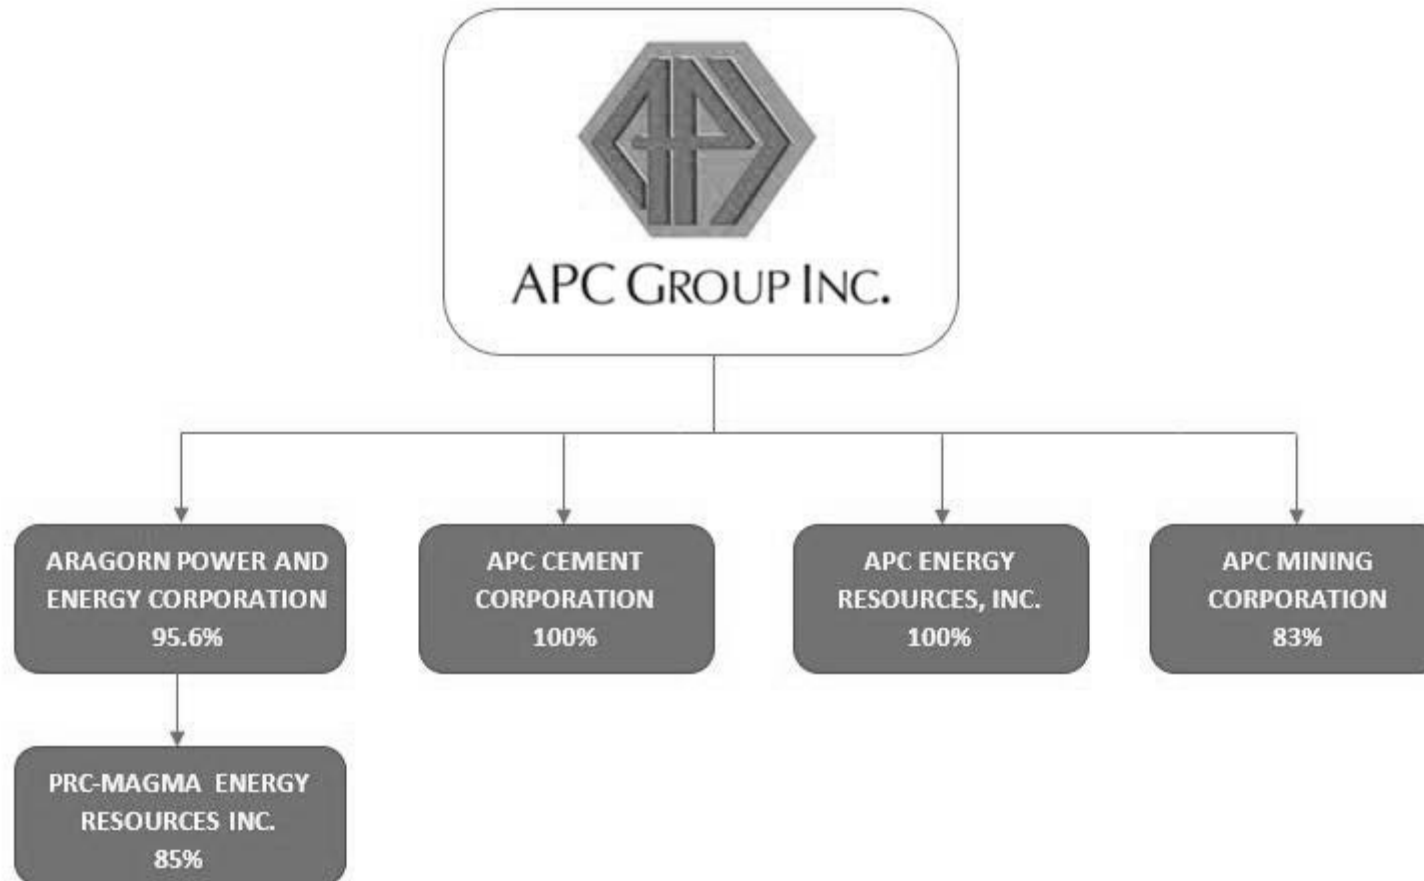 APC
APC GROUP INC.
ARAGORN POWER AND
ENERGY CORPORATION
95.6%
APC CEMENT
CORPORATION
100%
APC ENERGY
RESOURCES, INC.
100%
APC MINING
CORPORATION
83%
PRC-MAGMA ENERGY
RESOURCES INC.
85%